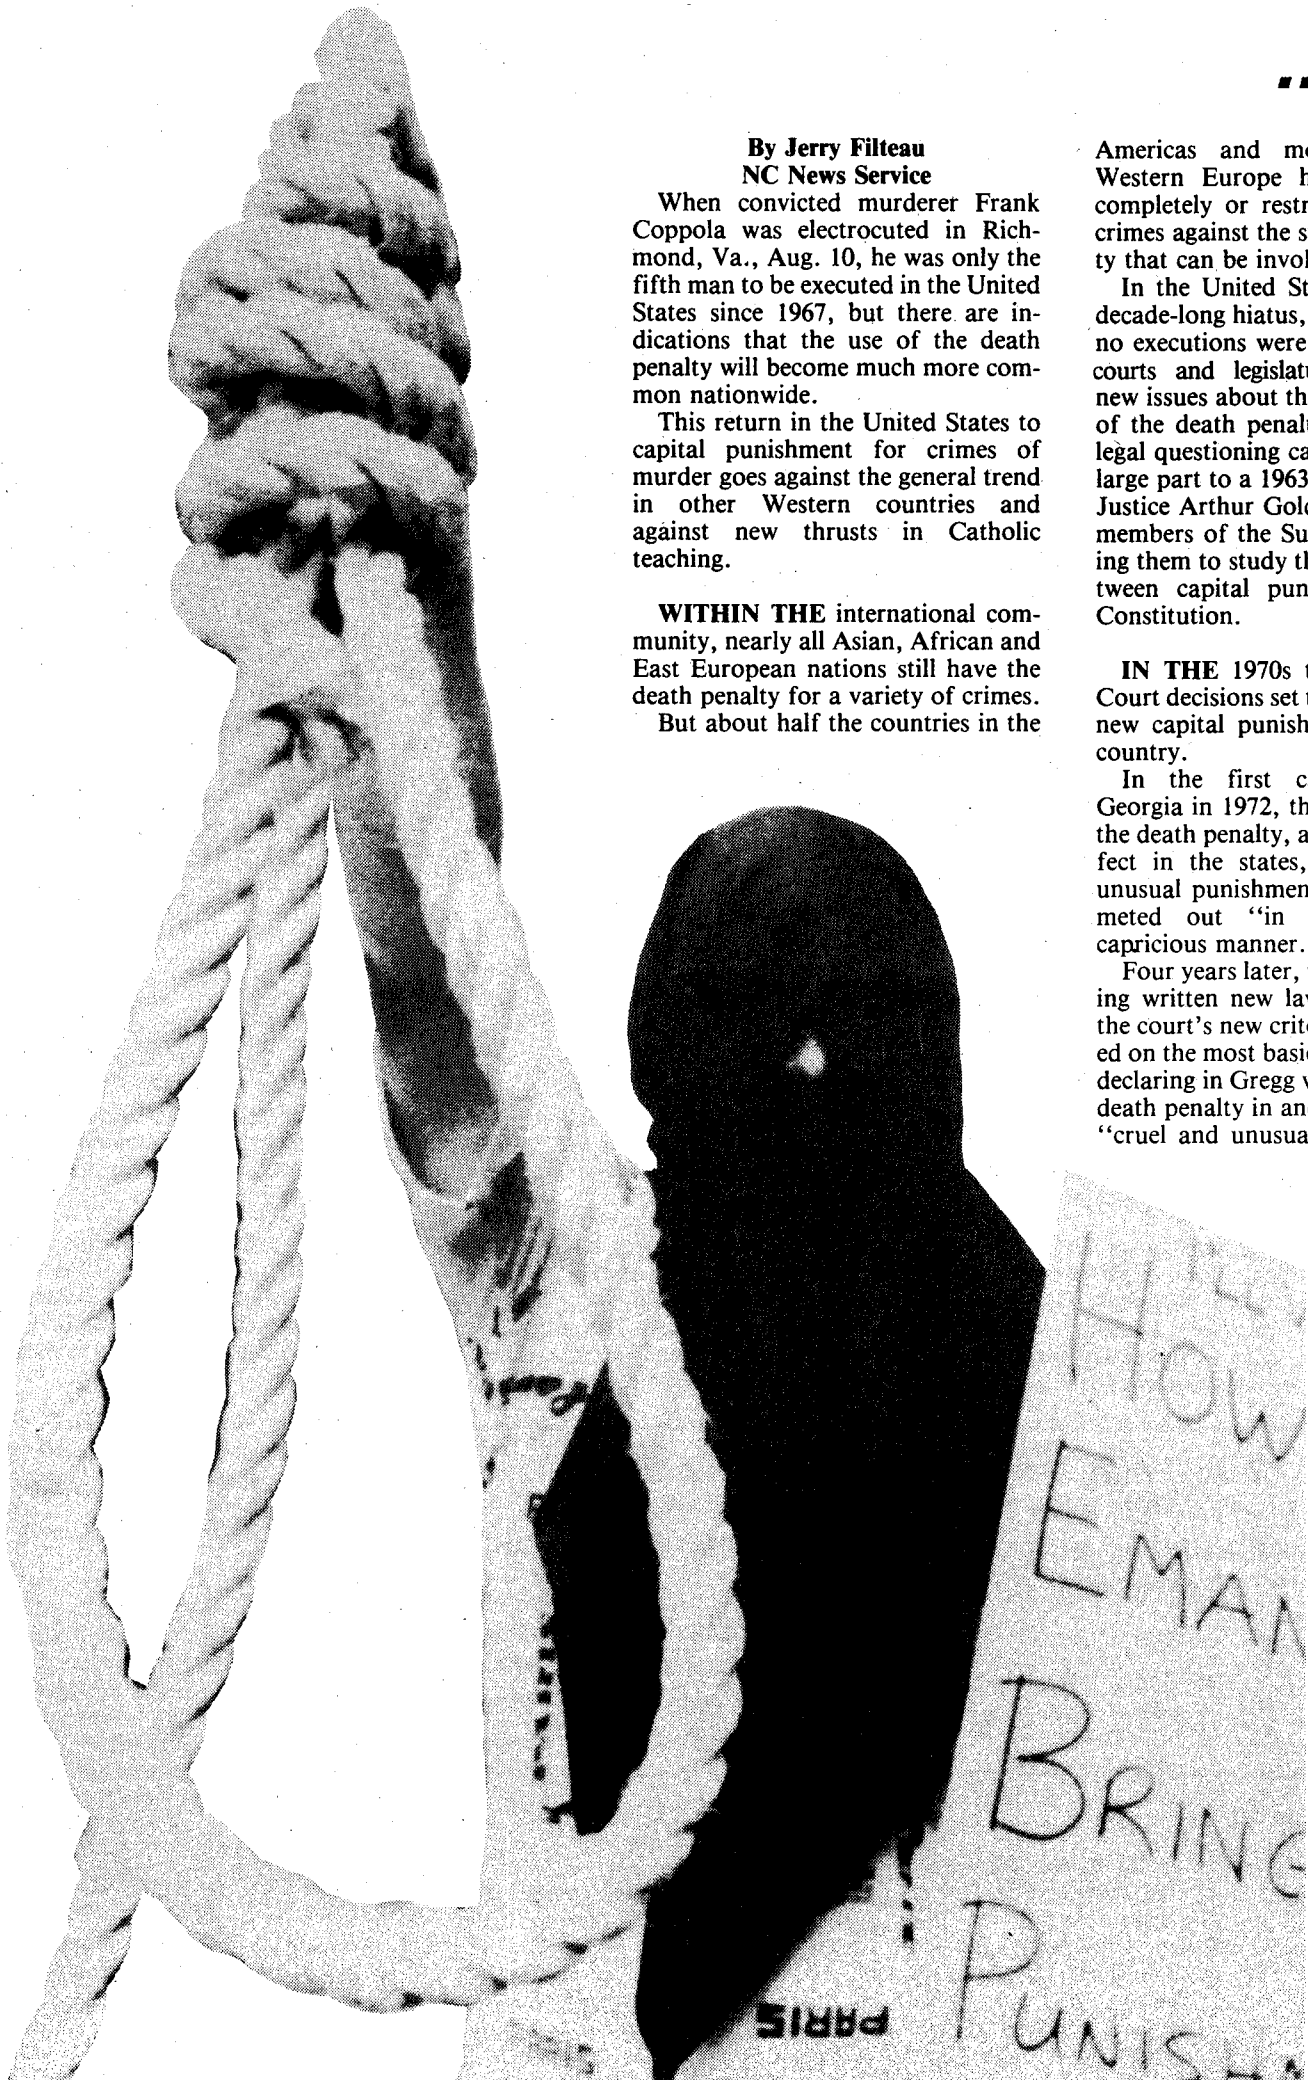 By Jerry Filteau
NC News Service
When convicted murderer Frank
Coppola was electrocuted in Rich-
mond, Va., Aug. 10, he was only the
fifth man to be executed in the United
States since 1967, but there are in-
dications that the use of the death
penalty will become much more com-
mon nationwide.
This return in the United States to
capital punishment for crimes of
murder goes against the general trend
in other Western countries and
against new thrusts in Catholic
teaching.
WITHIN THE international com-
munity, nearly all Asian, African and
East European nations still have the
death penalty for a variety of crimes.
But about half the countries in the
Americas and
Western Europe
completely or
crimes against the
ty that can be
In the United
decade-long hiatus,
no executions were
courts and
new issues about
of the death
legal questioning
large part to a 1963
Justice Arthur
members of the
ing them to study
tween capital
Constitution.
IN THE 1970s
Court decisions set
new capital
country.
In the first
Georgia in 1972,
the death penalty,
fect in the states,
unusual
meted out "in
capricious manner.
Four years later,
ing written new
the court's new
ed on the most
declaring in Gregg
death penalty in
"cruel and
HOW
EMAN
BRING
PUNISH
PARIS